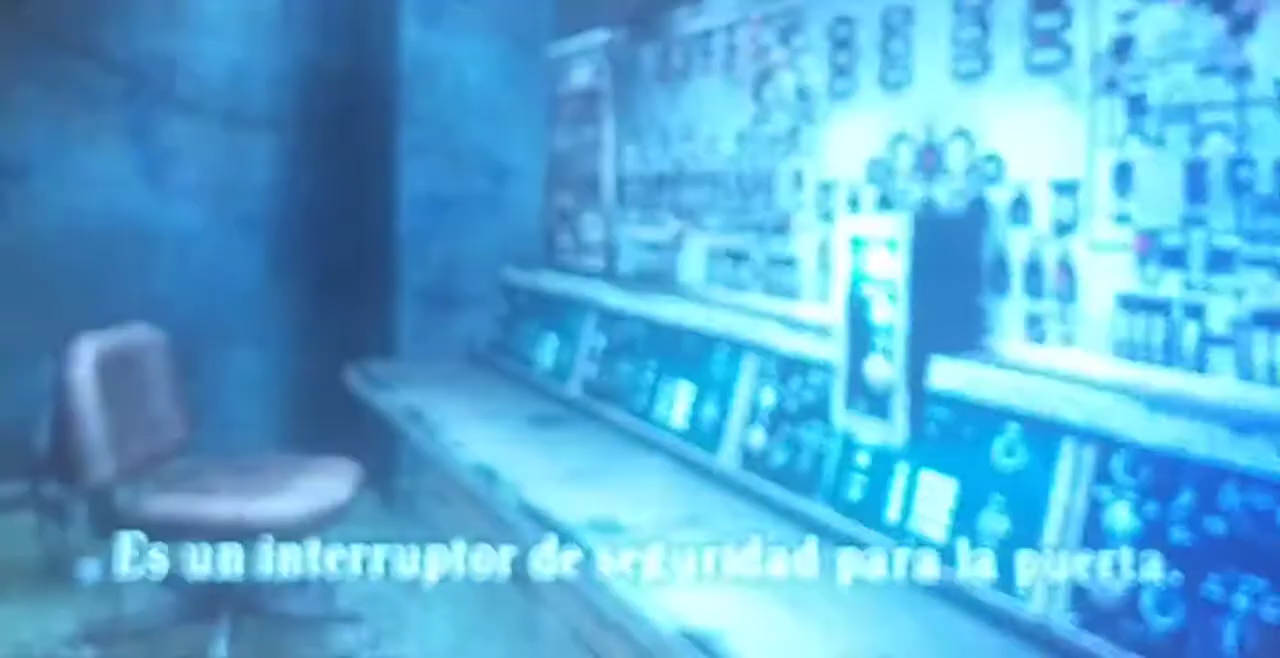 Es un interruptor de seguridad para la puerta.